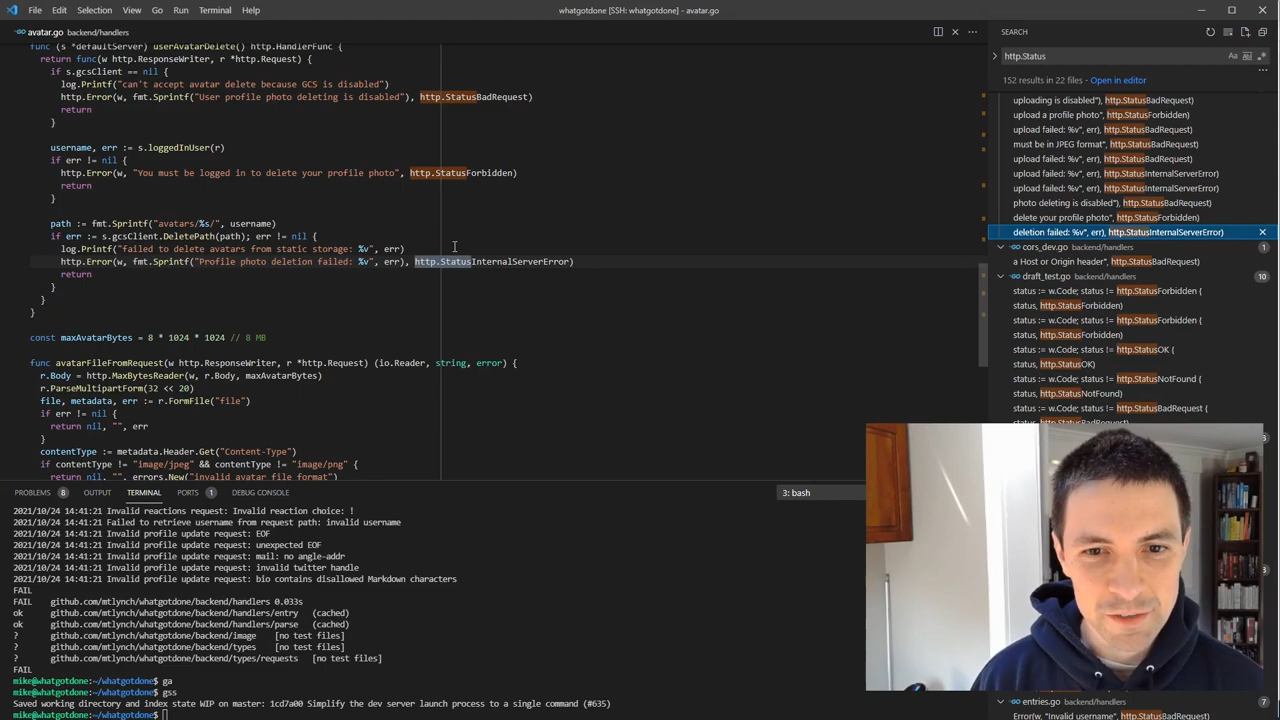 File Edit Selection View Go Run Terminal Help
whatgotdone [SSH: whatgotdone] - avatar.go
avatar.go backend/handlers
func (s *defaultServer) userAvatarDelete() http.HandlerFunc {
return func(w http.ResponseWriter, r *http.Request) {
if s.gcsClient == nil {
log.Printf("can't accept avatar delete because GCS is disabled")
http.Error(w, fmt.Sprintf("User profile photo deleting is disabled"), http.StatusBadRequest)
return
}
username, err := s.loggedInUser(r)
if err != nil {
http.Error(w, "You must be logged in to delete your profile photo", http.StatusForbidden)
return
}
path := fmt.Sprintf("avatars/%s/", username)
if err := s.gcsClient.DeletePath(path); err != nil {
log.Printf("failed to delete avatars from static storage: %v", err)
http.Error(w, fmt.Sprintf("Profile photo deletion failed: %v", err), http.StatusInternalServerError)
return
}
}
}
const maxAvatarBytes = 8 * 1024 * 1024 // 8 MB
func avatarFileFromRequest(w http.ResponseWriter, r *http.Request) (io.Reader, string, error) {
r.Body = http.MaxBytesReader(w, r.Body, maxAvatarBytes)
r.ParseMultipartForm(32 << 20)
file, metadata, err := r.FormFile("file")
if err != nil {
return nil, "", err
}
contentType := metadata.Header.Get("Content-Type")
if contentType != "image/jpeg" && contentType != "image/png" {
return nil, "", errors.New("invalid avatar file format")
SEARCH
http.Status
Aa
152 results in 22 files - Open in editor
uploading is disabled"), http.StatusBadRequest)
upload a profile photo", http.StatusForbidden)
upload failed: %v", err), http.StatusBadRequest)
must be in JPEG format", http.StatusBadRequest)
upload failed: %v", err), http.StatusBadRequest)
upload failed: %v", err), http.StatusInternalServerError)
upload failed: %v", err), http.StatusInternalServerError)
photo deleting is disabled"), http.StatusBadRequest)
delete your profile photo", http.StatusForbidden)
deletion failed: %v", err), http.StatusInternalServerError)
cors_dev.go backend/handlers 1
a Host or Origin header", http.StatusBadRequest)
draft_test.go backend/handlers 10
status := w.Code; status != http.StatusForbidden {
status, http.StatusForbidden)
status := w.Code; status != http.StatusForbidden {
status, http.StatusForbidden)
status := w.Code; status != http.StatusOK {
status, http.StatusOK)
status := w.Code; status != http.StatusNotFound {
status, http.StatusNotFound)
status := w.Code; status != http.StatusBadRequest {
status, http.StatusBadRequest)
entries.go backend/handlers 7
Error(w, "Invalid username", http.StatusBadRequest)
PROBLEMS 8 OUTPUT TERMINAL PORTS 1 DEBUG CONSOLE
3: bash
2021/10/24 14:41:21 Invalid reactions request: Invalid reaction choice: !
2021/10/24 14:41:21 Failed to retrieve username from request path: invalid username
2021/10/24 14:41:21 Invalid profile update request: EOF
2021/10/24 14:41:21 Invalid profile update request: unexpected EOF
2021/10/24 14:41:21 Invalid profile update request: mail: no angle-addr
2021/10/24 14:41:21 Invalid profile update request: invalid twitter handle
2021/10/24 14:41:21 Invalid profile update request: bio contains disallowed Markdown characters
FAIL
FAIL github.com/mtlynch/whatgotdone/backend/handlers 0.033s
ok github.com/mtlynch/whatgotdone/backend/handlers/entry (cached)
ok github.com/mtlynch/whatgotdone/backend/handlers/parse (cached)
? github.com/mtlynch/whatgotdone/backend/image [no test files]
? github.com/mtlynch/whatgotdone/backend/types [no test files]
? github.com/mtlynch/whatgotdone/backend/types/requests [no test files]
FAIL
mike@whatgotdone:~/whatgotdone$ ga
mike@whatgotdone:~/whatgotdone$ gss
Saved working directory and index state WIP on master: 1cd7a00 Simplify the dev server launch process to a single command (#635)
mike@whatgotdone:~/whatgotdone$